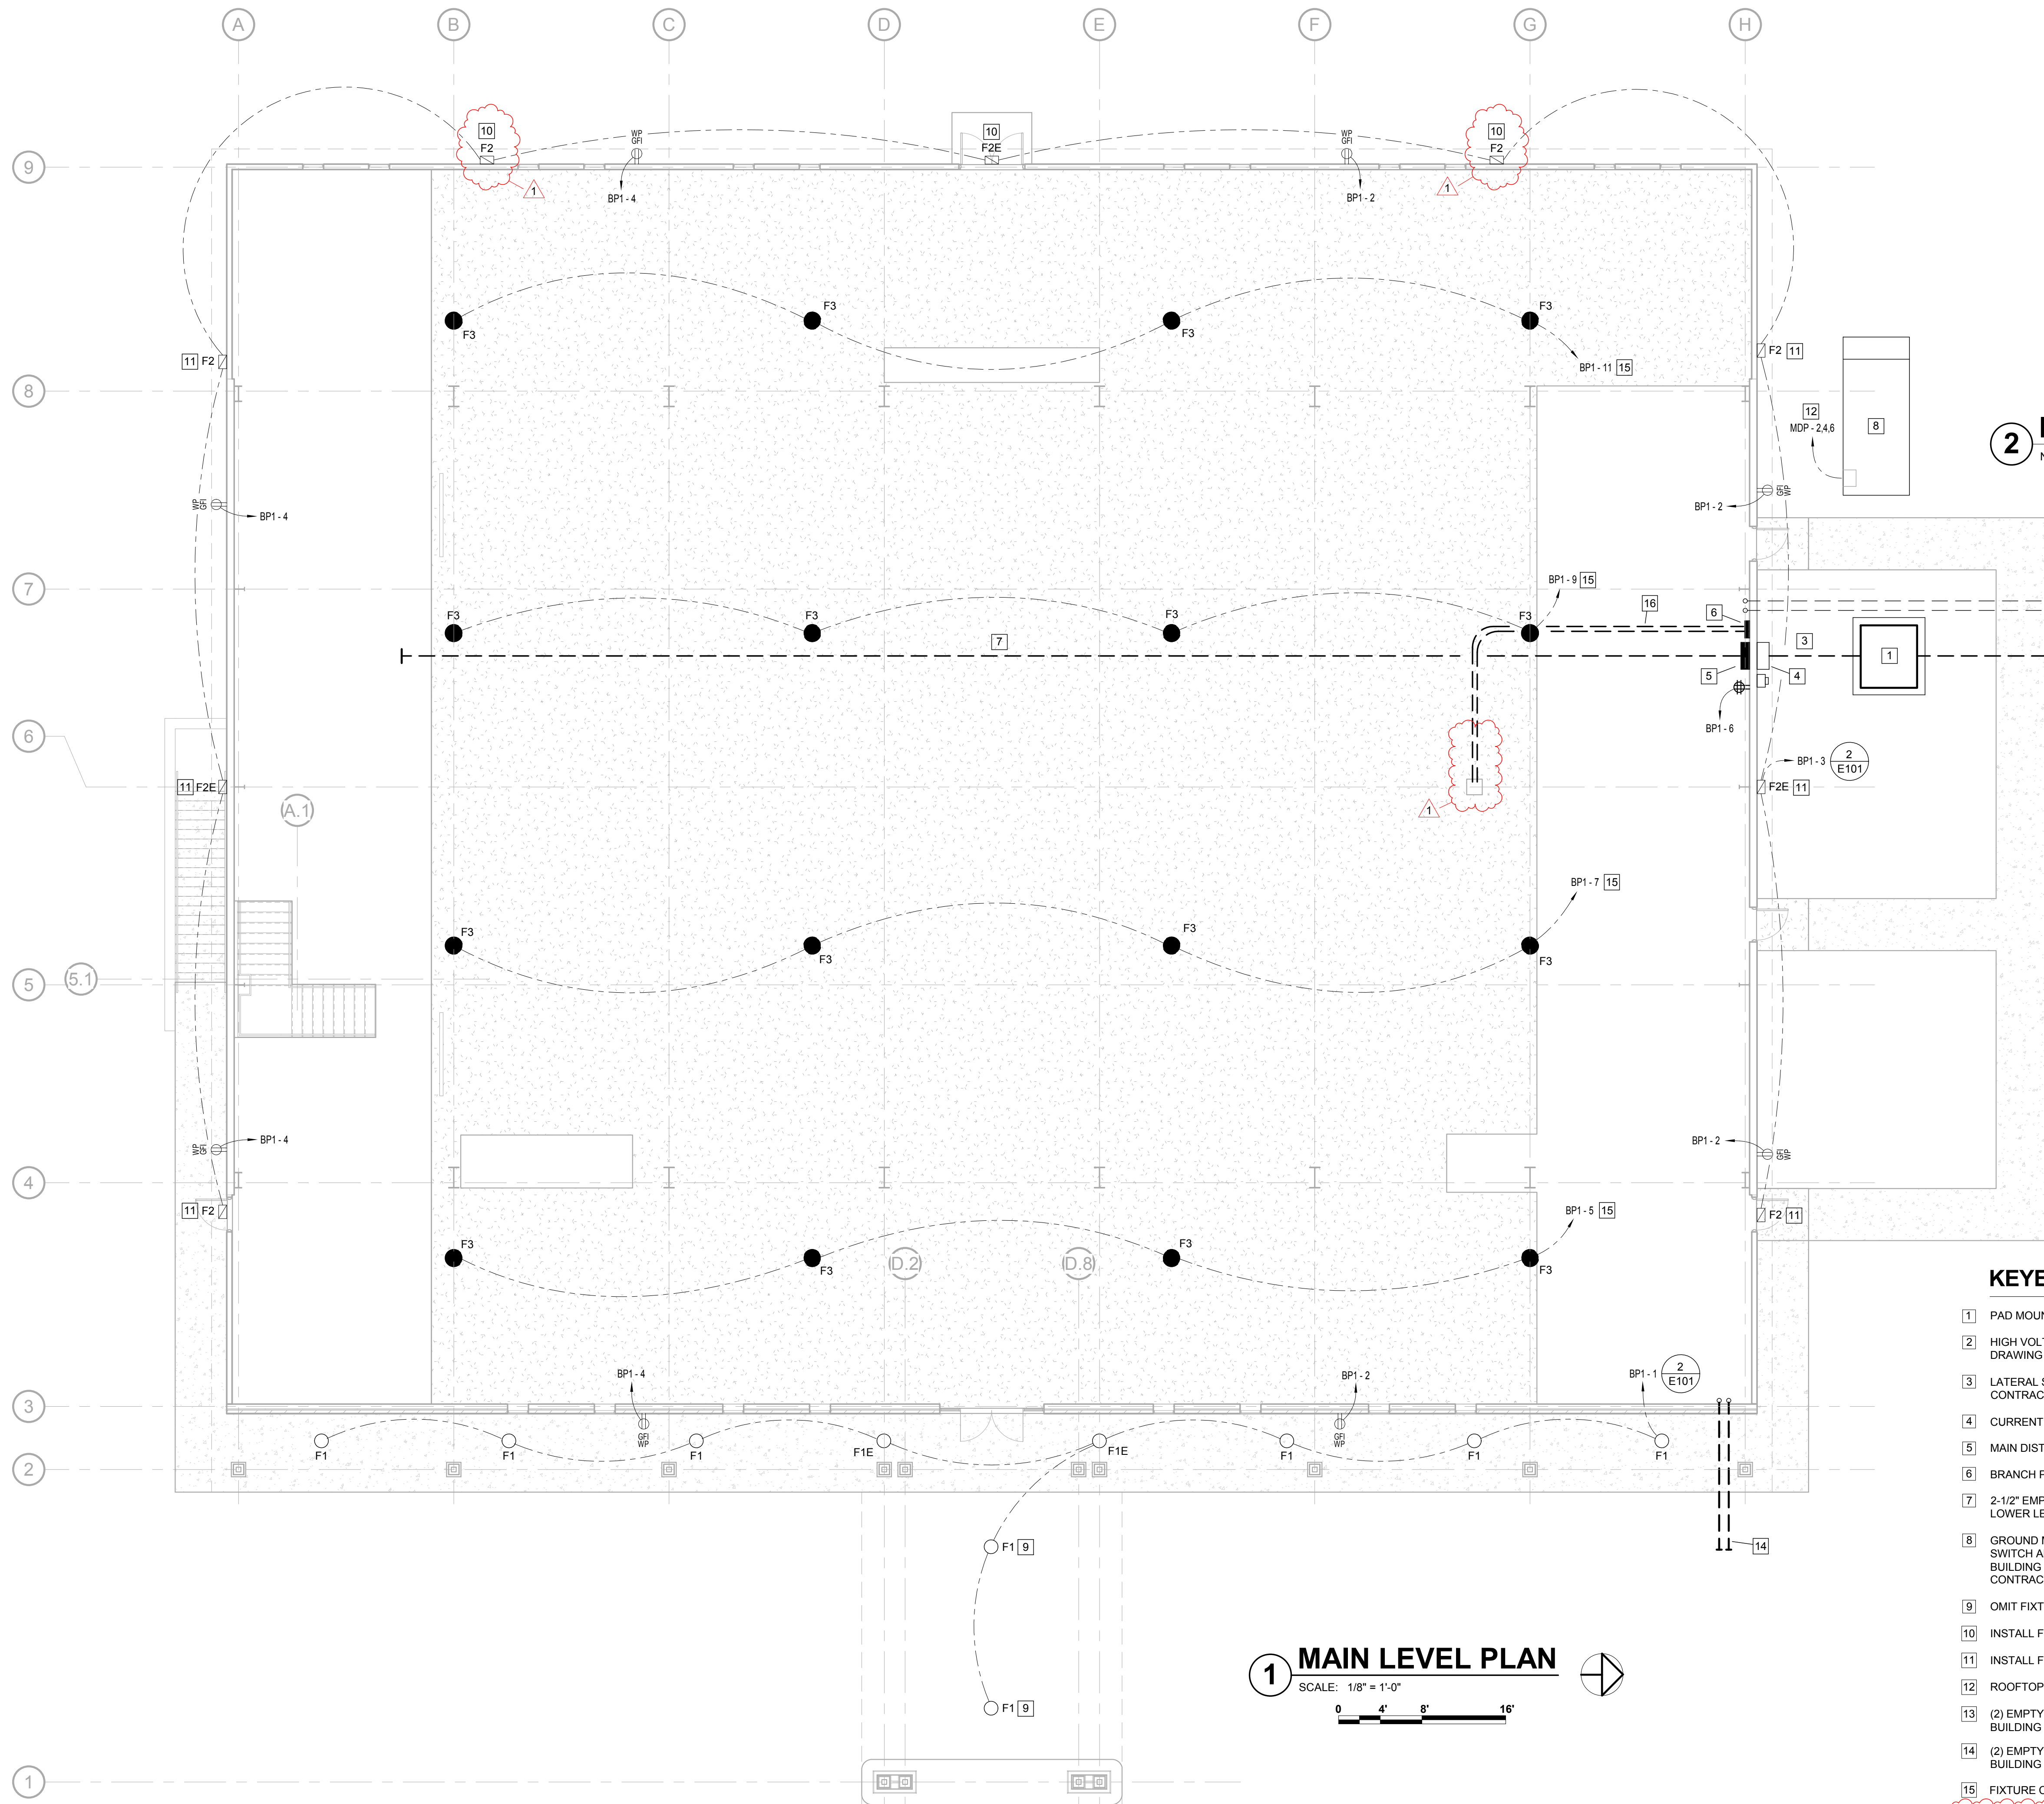 A B C D E F G H
10 10 10
F2 F2E F2
WP WP
GFI GFI
9
1 1
BP1 - 4 BP1 - 2
F3 F3
F3 F3
11 F2 F2 11
BP1 - 11 15
8
12
MDP - 2,4,6 8
2
WP GFI GFI WP
BP1 - 4 BP1 - 2
7
BP1 - 9 15
F3 F3 F3 F3
16 6
7 3 1
5 4
BP1 - 6
6
BP1 - 3 2
E101
11 F2E F2E 11
A.1
1
BP1 - 7 15
F3 F3
F3 F3
5 5.1
WP GFI GFI WP
BP1 - 4 BP1 - 2
4
11 F2 F2 11
BP1 - 5 15
F3 F3
F3 F3
D.2 D.8
BP1 - 4 BP1 - 2 BP1 - 1 2
E101
3
GFI GFI
WP WP
F1 F1 F1 F1E F1E F1 F1 F1
2
F1 9
14
F1 9
1 MAIN LEVEL PLAN
SCALE: 1/8" = 1'-0"
0 4' 8' 16'
1
KEYE
1 PAD MOUN
2 HIGH VOLT
DRAWING
3 LATERAL S
CONTRAC
4 CURRENT
5 MAIN DIST
6 BRANCH P
7 2-1/2" EMP
LOWER LE
8 GROUND M
SWITCH A
BUILDING
CONTRAC
9 OMIT FIXT
10 INSTALL F
11 INSTALL F
12 ROOFTOP
13 (2) EMPTY
BUILDING
14 (2) EMPTY
BUILDING
15 FIXTURE C